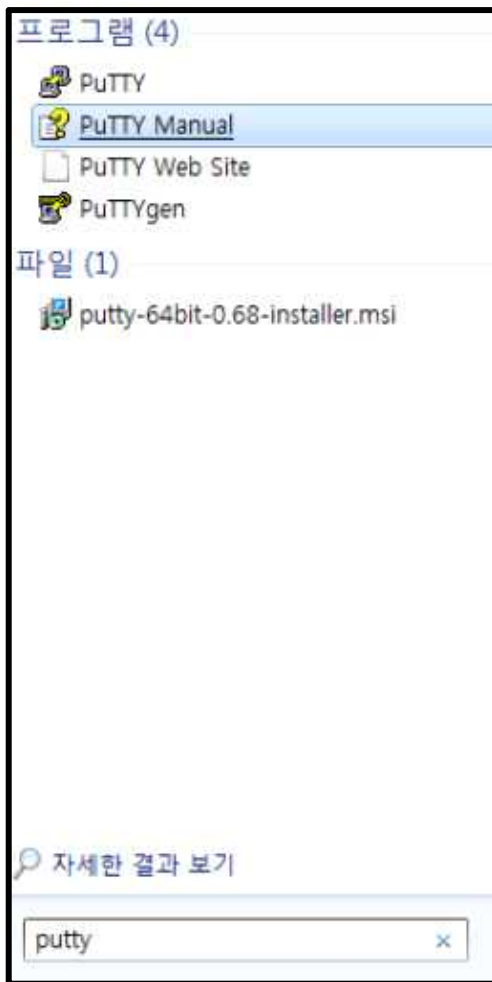 프로그램 (4)
PuTTY
PuTTY Manual
PuTTY Web Site
PuTTYgen
파일 (1)
putty-64bit-0.68-installer.msi
자세한 결과 보기
putty